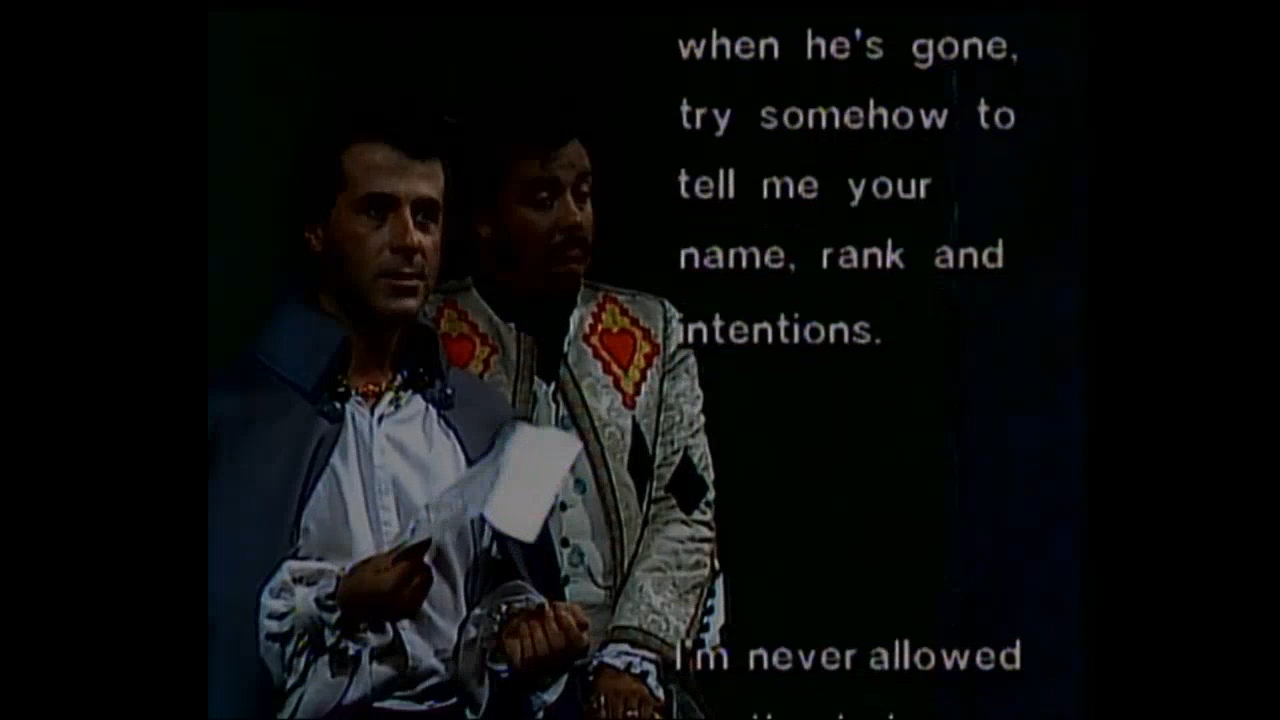 when he's gone,
try somehow to
tell me your
name, rank and
intentions.
I'm never allowed